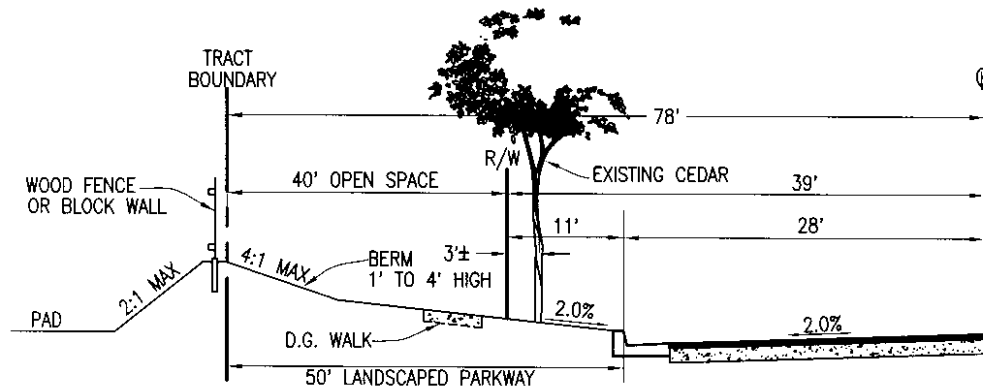 TRACT
BOUNDARY
78'
R/W
EXISTING CEDAR
WOOD FENCE
OR BLOCK WALL
40' OPEN SPACE
39'
11'
28'
3'±
4:1 MAX
BERM
1' TO 4' HIGH
2:1 MAX
PAD
2.0%
2.0%
D.G. WALK
50' LANDSCAPED PARKWAY